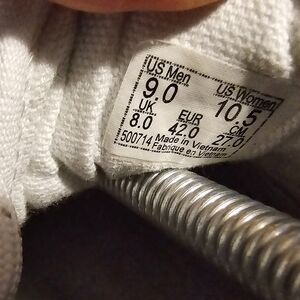 US Men US Women
9.0 10.5
UK EUR CM
8.0 42.0 27.0
500714 Made in Vietnam
Fabriqué en Vietnam